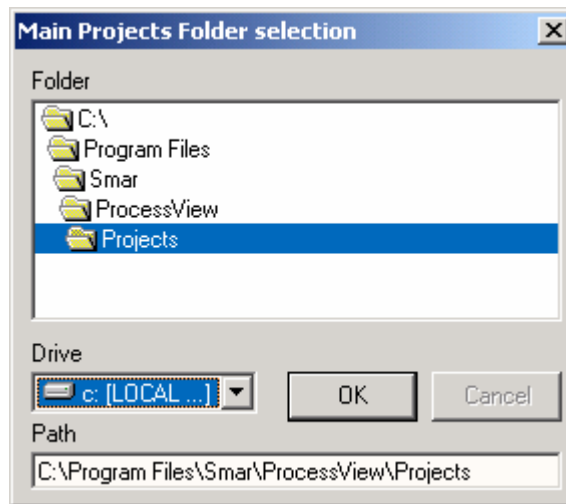 Main Projects Folder selection
Folder
C:\
Program Files
Smar
ProcessView
Projects
Drive
c: [LOCAL ...]
OK
Cancel
Path
C:\Program Files\Smar\ProcessView\Projects